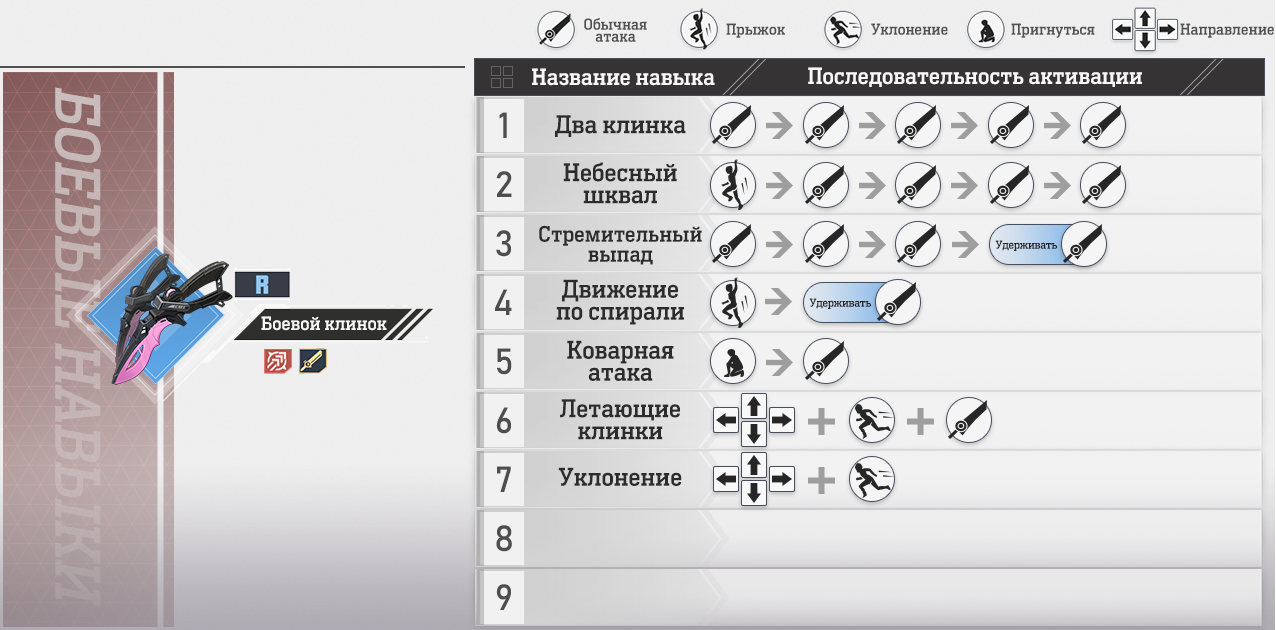 Обычная
атака
Прыжок
Уклонение
Пригнуться
Направление
БОЕВЫЕ НАВЫКИ
R
Боевой клинок
Название навыка
Последовательность активации
1
Два клинка
2
Небесный
шквал
3
Стремительный
выпад
Удерживать
4
Движение
по спирали
Удерживать
5
Коварная
атака
6
Летающие
клинки
7
Уклонение
8
9